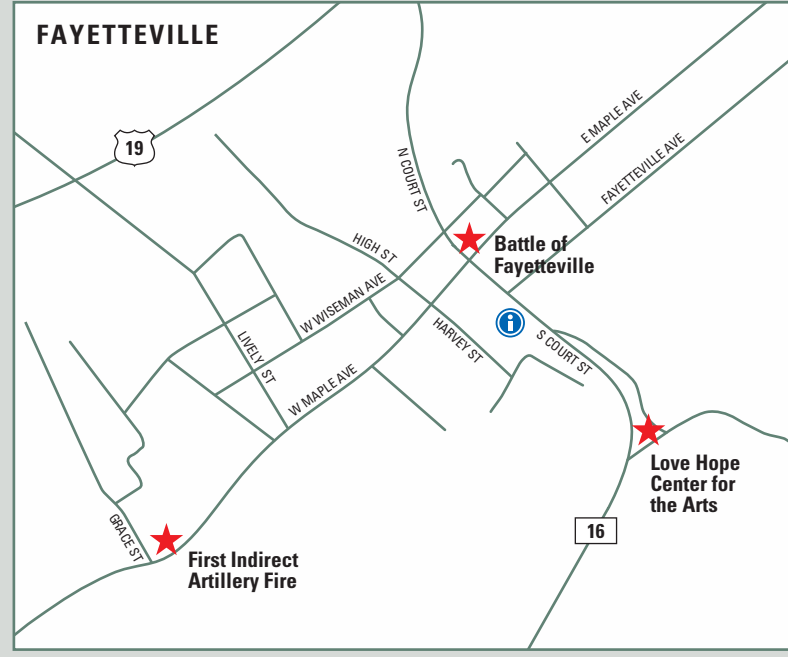 FAYETTEVILLE
19
E MAPLE AVE
FAYETTEVILLE AVE
N COURT ST
HIGH ST
Battle of
Fayetteville
W WISEMAN AVE
LIVELY ST
HARVEY ST
i
S COURT ST
W MAPLE AVE
Love Hope
Center for
the Arts
16
GRACE ST
First Indirect
Artillery Fire